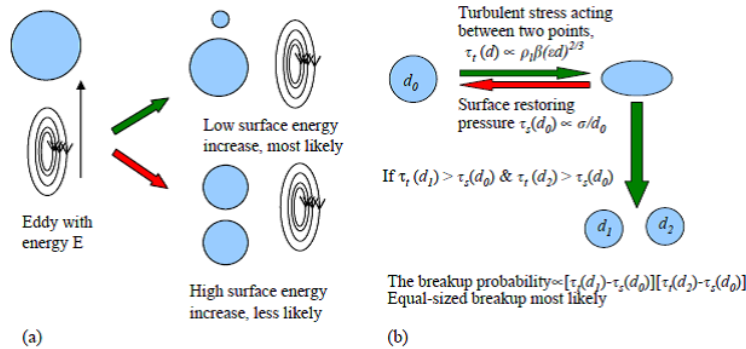 Low surface energy
increase, most likely
Eddy with
energy E
High surface energy
increase, less likely
(a)
Turbulent stress acting
between two points,
τₜ (d) ∝ ρₗβ(εd)²ᐟ³
d₀
Surface restoring
pressure τₛ(d₀) ∝ σ/d₀
If τₜ (d₁) > τₛ(d₀) & τₜ (d₂) > τₛ(d₀)
d₁
d₂
The breakup probability∝[τₜ(d₁)-τₛ(d₀)][τₜ(d₂)-τₛ(d₀)]
Equal-sized breakup most likely
(b)